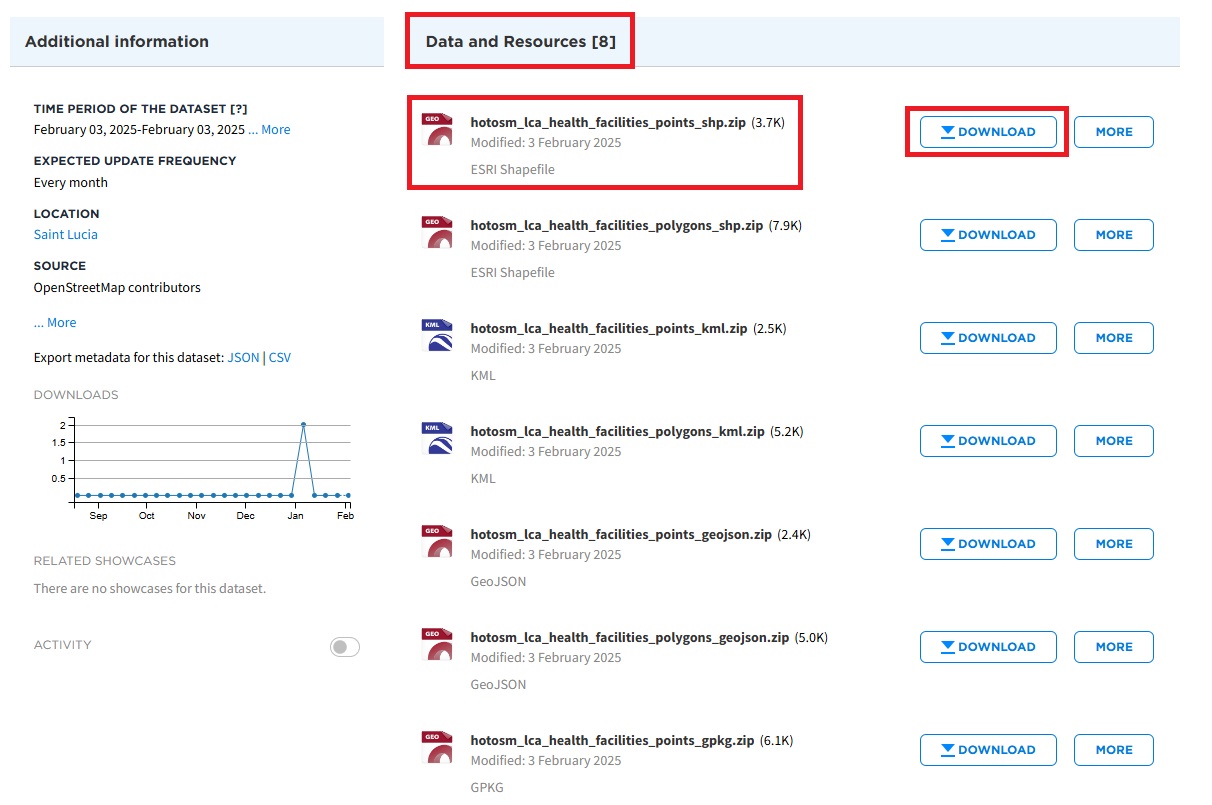 Additional information
TIME PERIOD OF THE DATASET [?]
February 03, 2025-February 03, 2025 ... More
EXPECTED UPDATE FREQUENCY
Every month
LOCATION
Saint Lucia
SOURCE
OpenStreetMap contributors
... More
Export metadata for this dataset: JSON | CSV
DOWNLOADS
2
1.5
1
0.5
Sep Oct Nov Dec Jan Feb
RELATED SHOWCASES
There are no showcases for this dataset.
ACTIVITY
Data and Resources [8]
GEO
hotosm_lca_health_facilities_points_shp.zip (3.7K)
Modified: 3 February 2025
ESRI Shapefile
DOWNLOAD MORE
GEO
hotosm_lca_health_facilities_polygons_shp.zip (7.9K)
Modified: 3 February 2025
ESRI Shapefile
DOWNLOAD MORE
KML
hotosm_lca_health_facilities_points_kml.zip (2.5K)
Modified: 3 February 2025
KML
DOWNLOAD MORE
KML
hotosm_lca_health_facilities_polygons_kml.zip (5.2K)
Modified: 3 February 2025
KML
DOWNLOAD MORE
GEO
hotosm_lca_health_facilities_points_geojson.zip (2.4K)
Modified: 3 February 2025
GeoJSON
DOWNLOAD MORE
GEO
hotosm_lca_health_facilities_polygons_geojson.zip (5.0K)
Modified: 3 February 2025
GeoJSON
DOWNLOAD MORE
GEO
hotosm_lca_health_facilities_points_gpkg.zip (6.1K)
Modified: 3 February 2025
GPKG
DOWNLOAD MORE